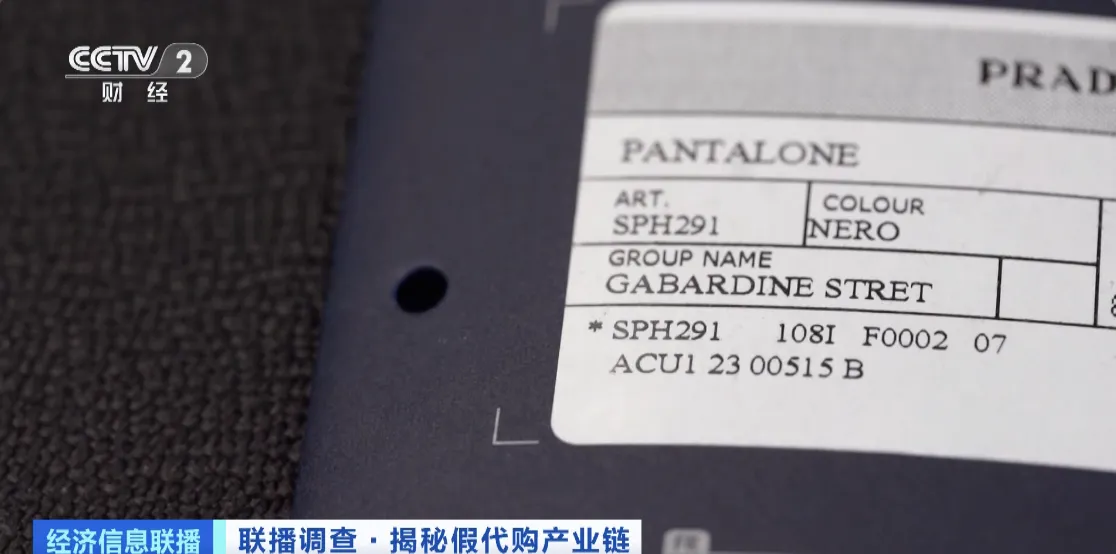 CCTV 2
财经
PRAD
PANTALONE
ART.
SPH291
COLOUR
NERO
GROUP NAME
GABARDINE STRET
* SPH291 108I F0002 07
ACU1 23 00515 B
FR
经济信息联播
联播调查·揭秘假代购产业链